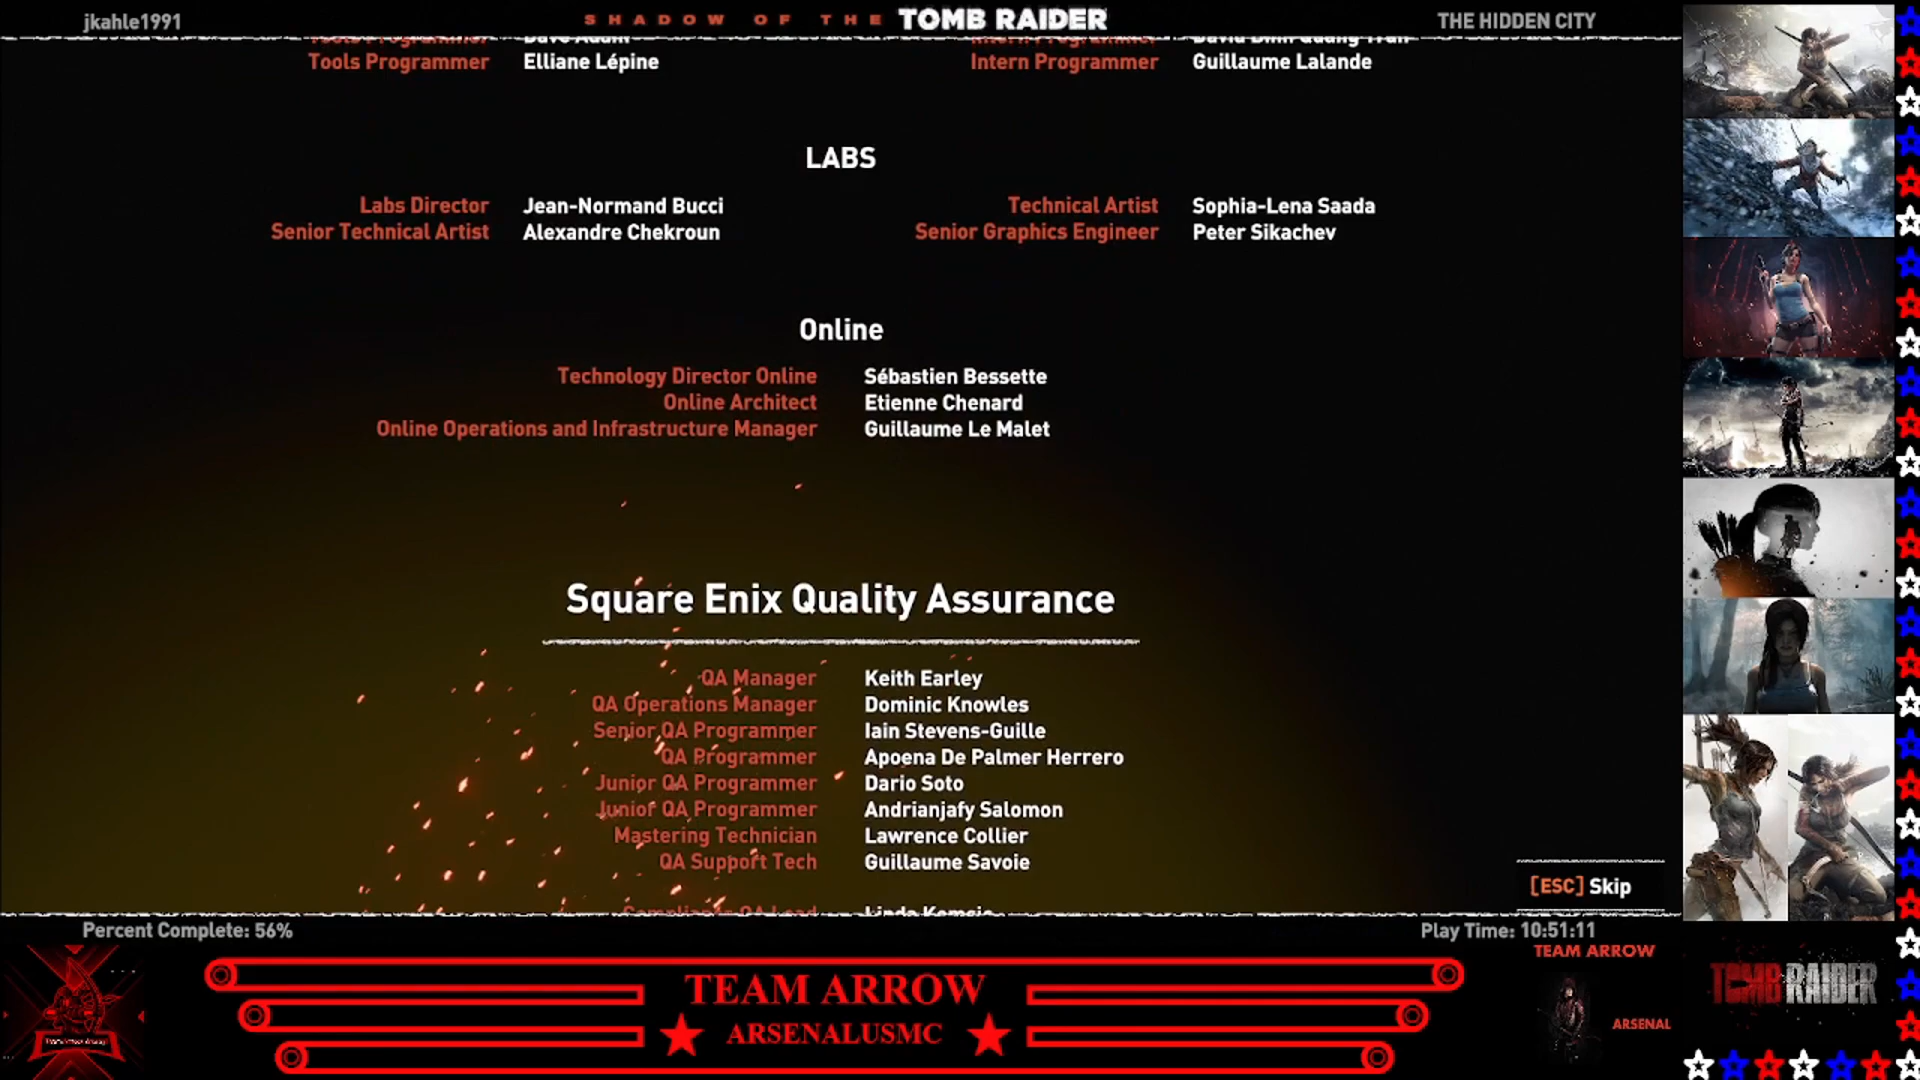 jkahle1991
SHADOW OF THE TOMB RAIDER
THE HIDDEN CITY
Tools Programmer Elliane Lépine
Intern Programmer Guillaume Lalande
LABS
Labs Director Jean-Normand Bucci
Technical Artist Sophia-Lena Saada
Senior Technical Artist Alexandre Chekroun
Senior Graphics Engineer Peter Sikachev
Online
Technology Director Online Sébastien Bessette
Online Architect Etienne Chenard
Online Operations and Infrastructure Manager Guillaume Le Malet
Square Enix Quality Assurance
QA Manager Keith Earley
QA Operations Manager Dominic Knowles
Senior QA Programmer Iain Stevens-Guille
QA Programmer Apoena De Palmer Herrero
Junior QA Programmer Dario Soto
Junior QA Programmer Andrianjafy Salomon
Mastering Technician Lawrence Collier
QA Support Tech Guillaume Savoie
[ESC] Skip
Percent Complete: 56%
Play Time: 10:51:11
TEAM ARROW
ARSENALUSMC
TEAM ARROW
ARSENAL
TOMB RAIDER